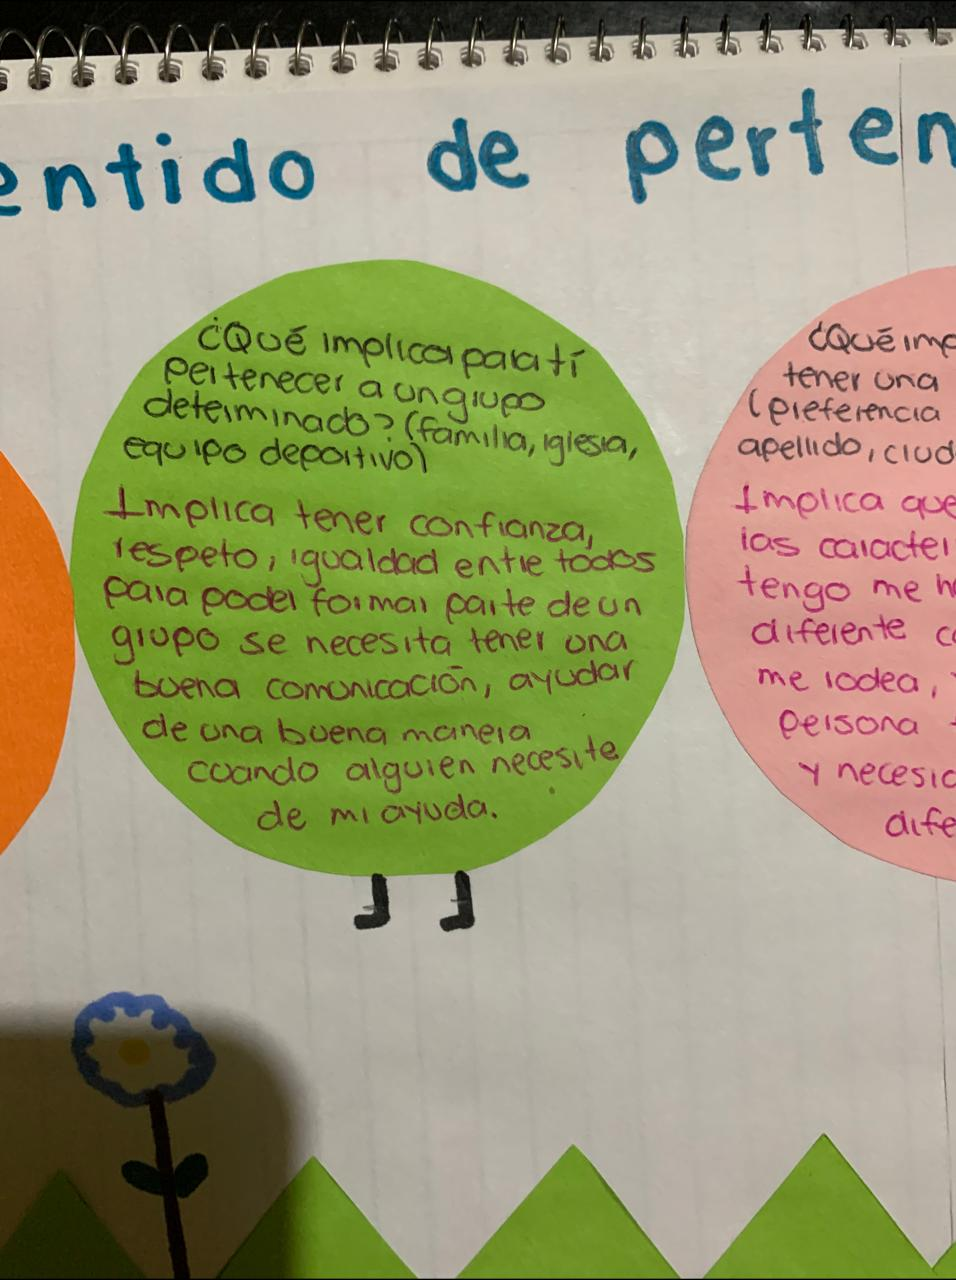 entido de perten
¿Qué implica para tí
pertenecer a un grupo
determinado? (familia, iglesia,
equipo deportivo)
Implica tener confianza,
respeto, igualdad entre todos
para poder formar parte de un
grupo se necesita tener una
buena comunicación, ayudar
de una buena manera
cuando alguien necesite
de mi ayuda.
¿Qué imp
tener una
(preferencia
apellido, ciud
Implica que
las caracter
tengo me h
diferente c
me rodea,
persona
y necesid
dife